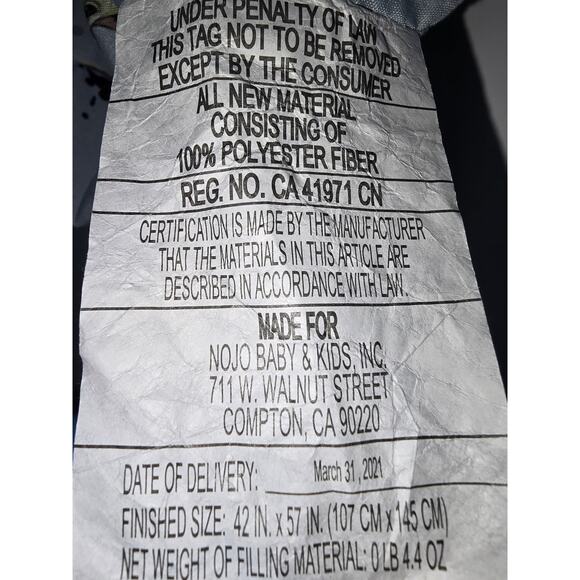 UNDER PENALTY OF LAW
THIS TAG NOT TO BE REMOVED
EXCEPT BY THE CONSUMER
ALL NEW MATERIAL
CONSISTING OF
100% POLYESTER FIBER
REG. NO. CA 41971 CN
CERTIFICATION IS MADE BY THE MANUFACTURER
THAT THE MATERIALS IN THIS ARTICLE ARE
DESCRIBED IN ACCORDANCE WITH LAW.
MADE FOR
NOJO BABY & KIDS, INC.
711 W. WALNUT STREET
COMPTON, CA 90220
DATE OF DELIVERY: March 31, 2021
FINISHED SIZE: 42 IN. x 57 IN. (107 CM x 145 CM)
NET WEIGHT OF FILLING MATERIAL: 0 LB 4.4 OZ